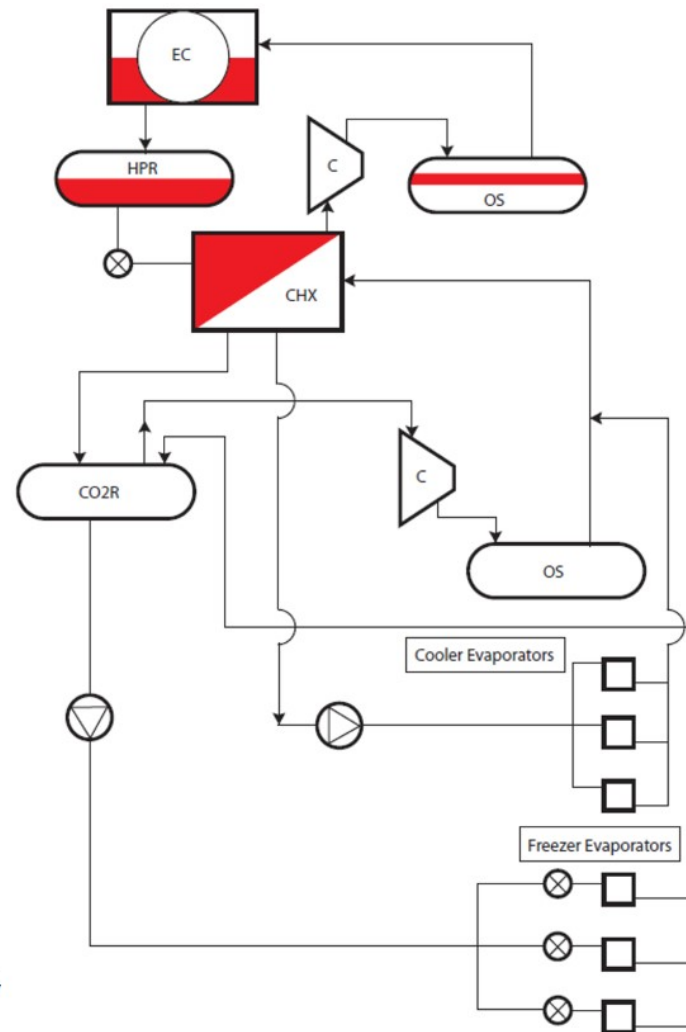 EC
HPR
C
OS
CHX
CO2R
C
OS
Cooler Evaporators
Freezer Evaporators